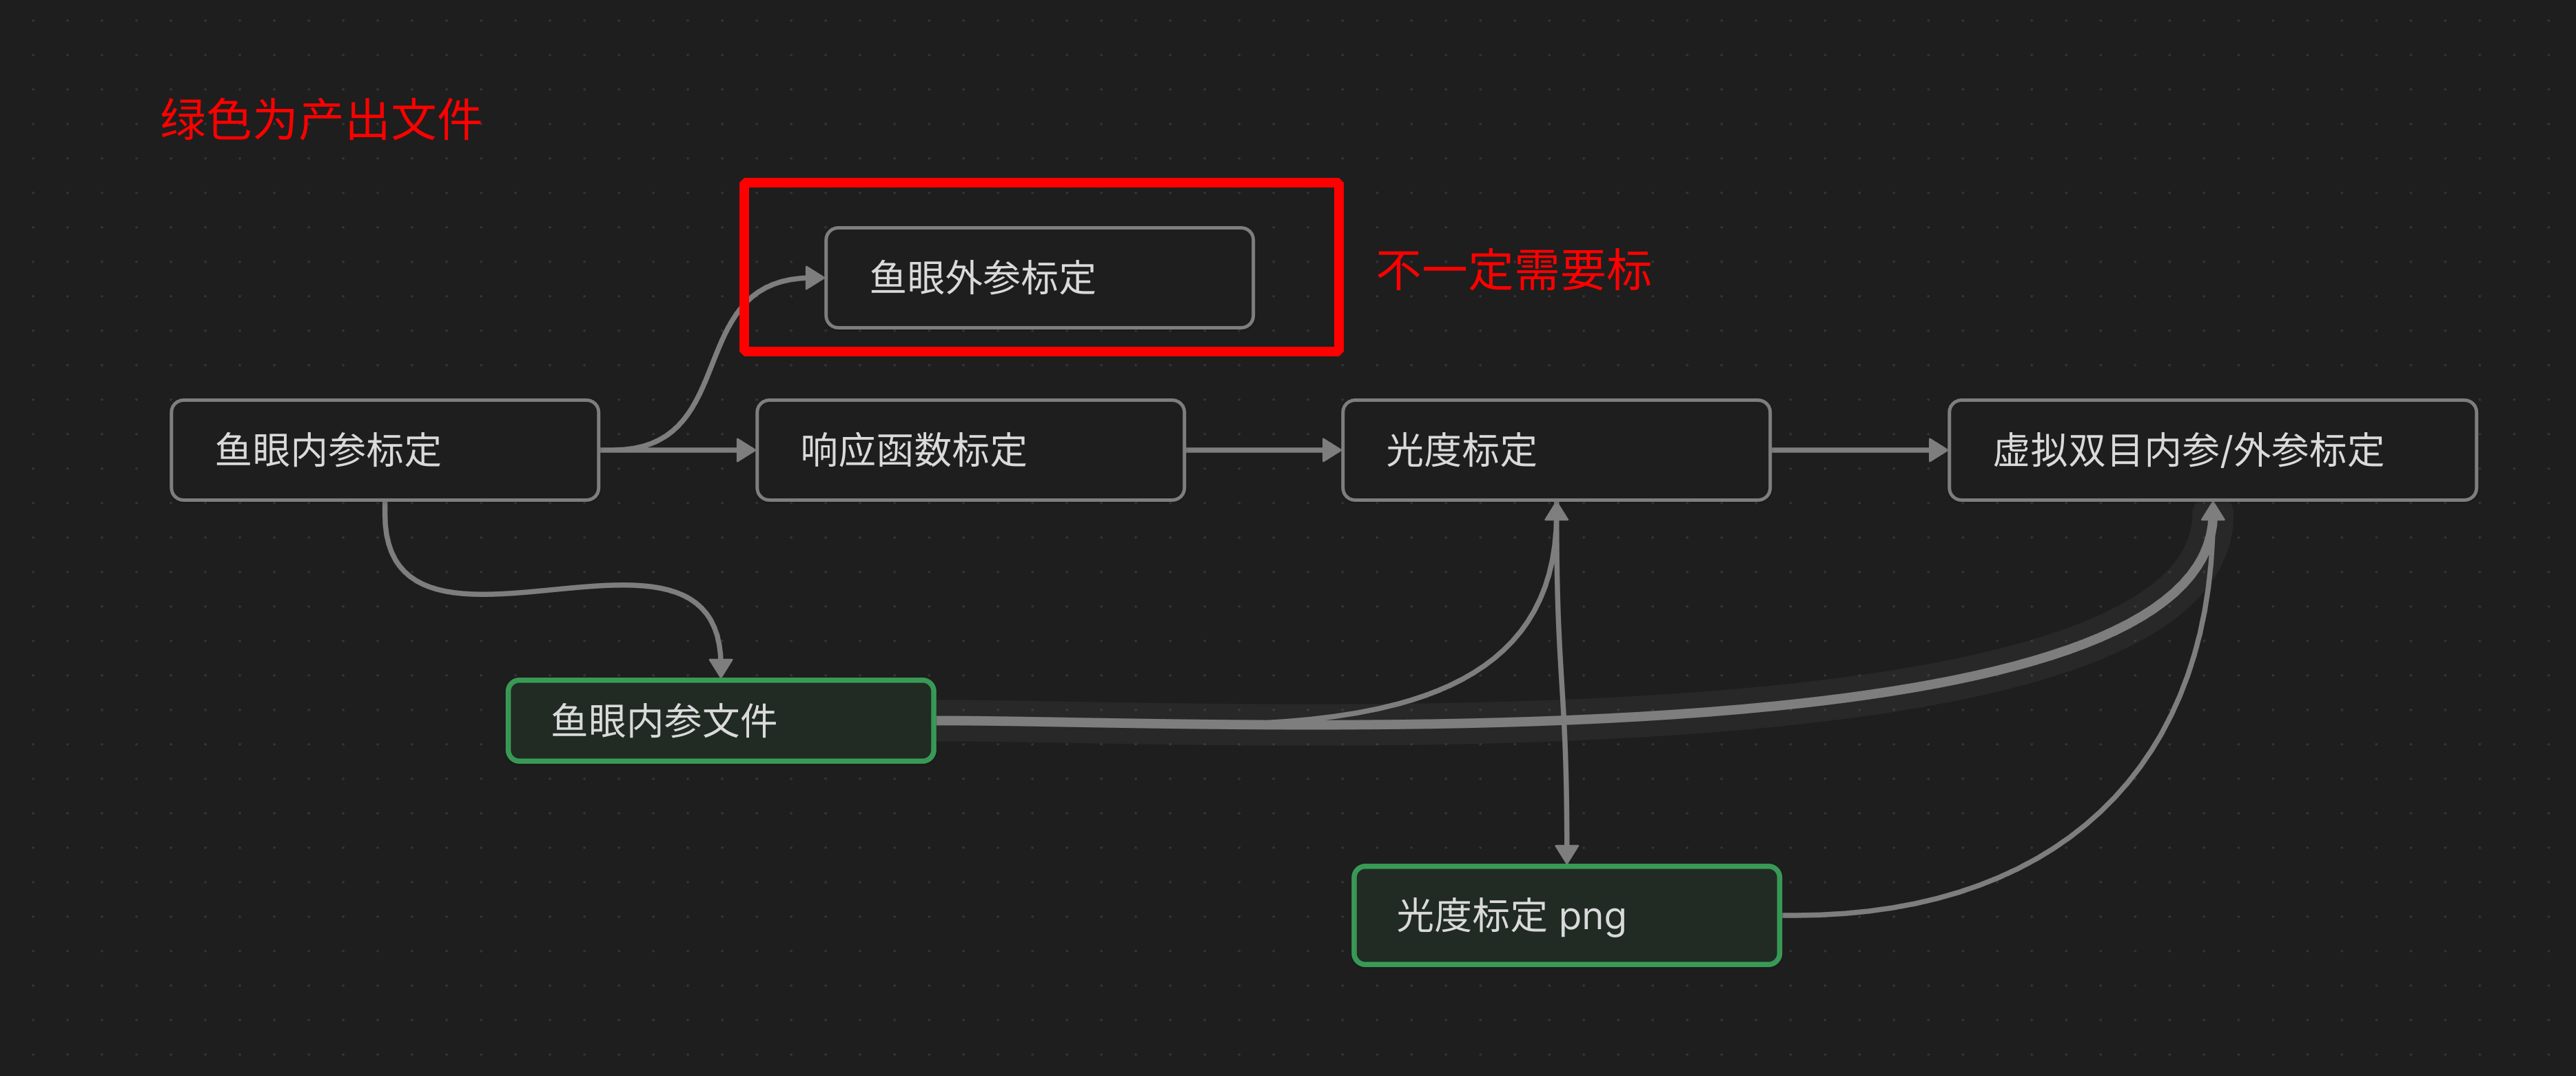 绿色为产出文件
鱼眼外参标定
不一定需要标
鱼眼内参标定
响应函数标定
光度标定
虚拟双目内参/外参标定
鱼眼内参文件
光度标定 png